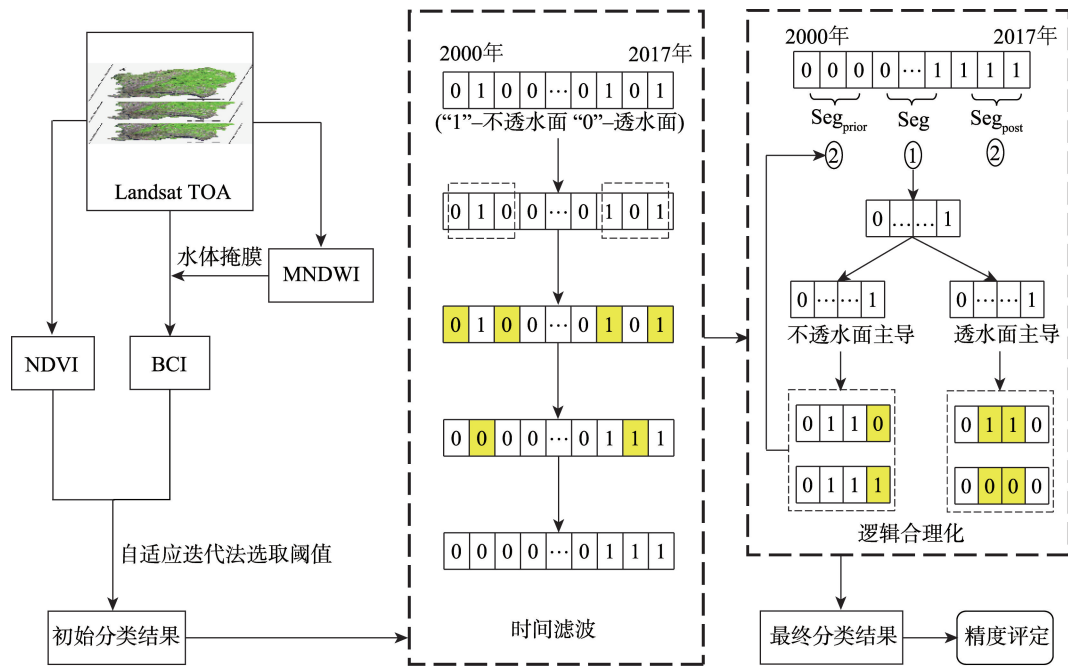 Landsat TOA
水体掩膜
MNDWI
NDVI
BCI
自适应迭代法选取阈值
初始分类结果
2000年 2017年
0 1 0 0 … 0 1 0 1
(“1”–不透水面 “0”–透水面)
0 1 0 0 … 0 1 0 1
0 1 0 0 … 0 1 0 1
0 0 0 0 … 0 1 1 1
0 0 0 0 … 0 1 1 1
时间滤波
2000年 2017年
0 0 0 0 … 1 1 1 1
Segprior Seg Segpost
② ① ②
0 …… 1
0 …… 1 0 …… 1
不透水面主导 透水面主导
0 1 1 0 0 1 1 0
0 1 1 1 0 0 0 0
逻辑合理化
最终分类结果
精度评定